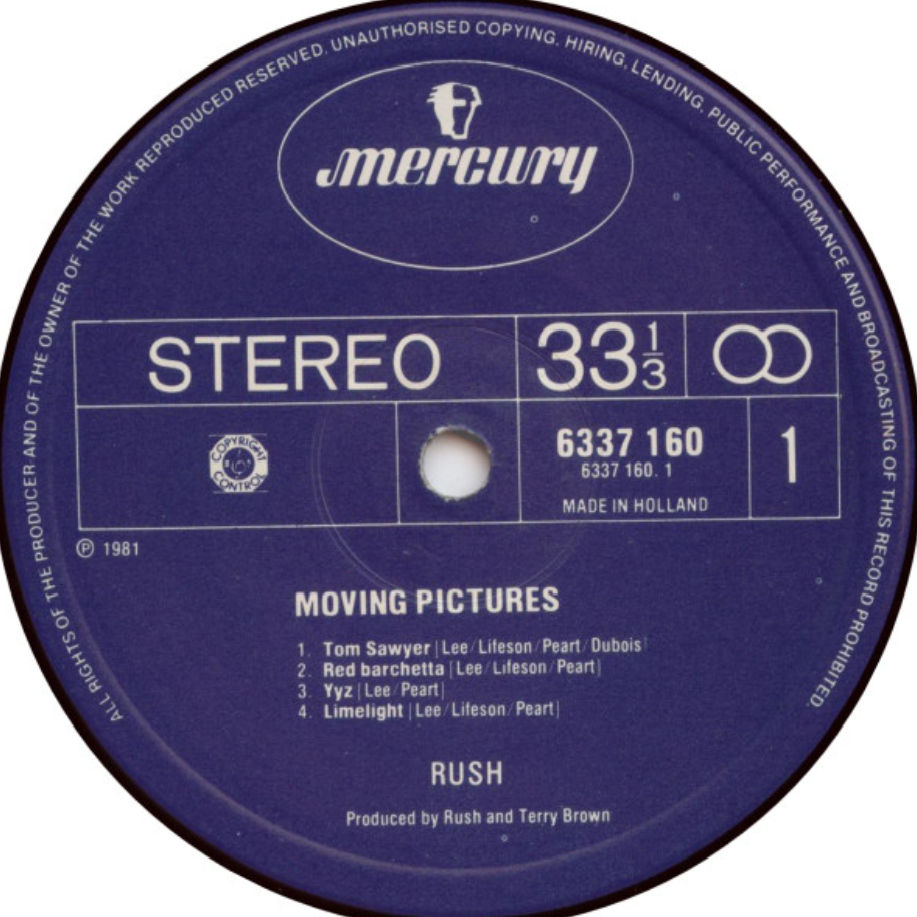 ALL RIGHTS OF THE PRODUCER AND OF THE OWNER OF THE WORK REPRODUCED RESERVED. UNAUTHORISED COPYING, HIRING, LENDING, PUBLIC PERFORMANCE AND BROADCASTING OF THIS RECORD PROHIBITED.
mercury
STEREO
33 1/3
COPYRIGHT CONTROL
6337 160
6337 160. 1
MADE IN HOLLAND
1
Ⓟ 1981
MOVING PICTURES
1. Tom Sawyer |Lee/Lifeson/Peart/Dubois|
2. Red barchetta |Lee/Lifeson/Peart|
3. Yyz |Lee/Peart|
4. Limelight |Lee/Lifeson/Peart|
RUSH
Produced by Rush and Terry Brown